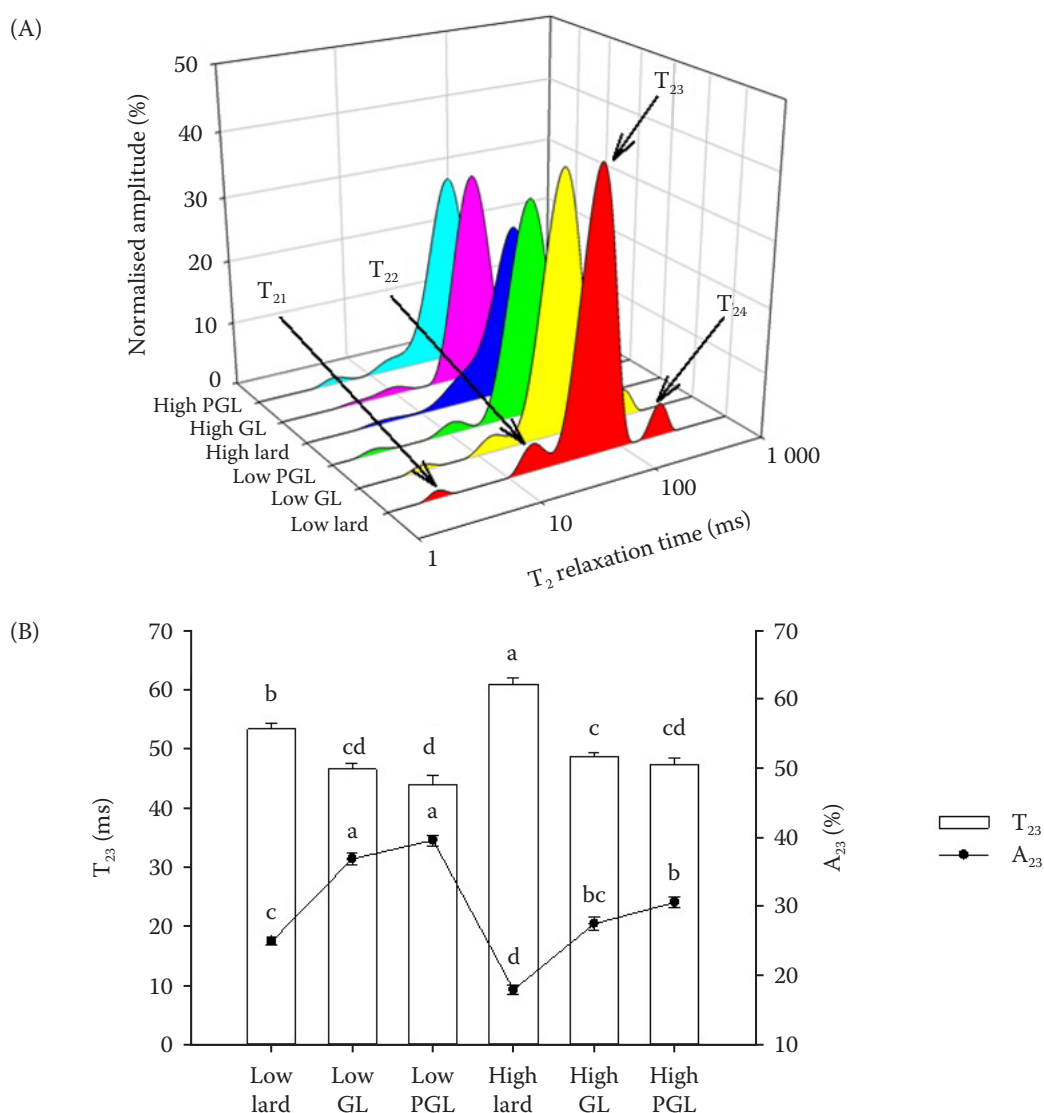 (A)
50
40
30
20
10
0
Normalised amplitude (%)
T23
T22
T21
T24
High PGL
High GL
High lard
Low PGL
Low GL
Low lard
1
10
100
1 000
T2 relaxation time (ms)
(B)
70
60
50
40
30
20
10
0
T23 (ms)
b
cd
d
a
c
cd
c
a
a
d
bc
b
70
60
50
40
30
20
10
A23 (%)
T23
A23
Low
lard
Low
GL
Low
PGL
High
lard
High
GL
High
PGL